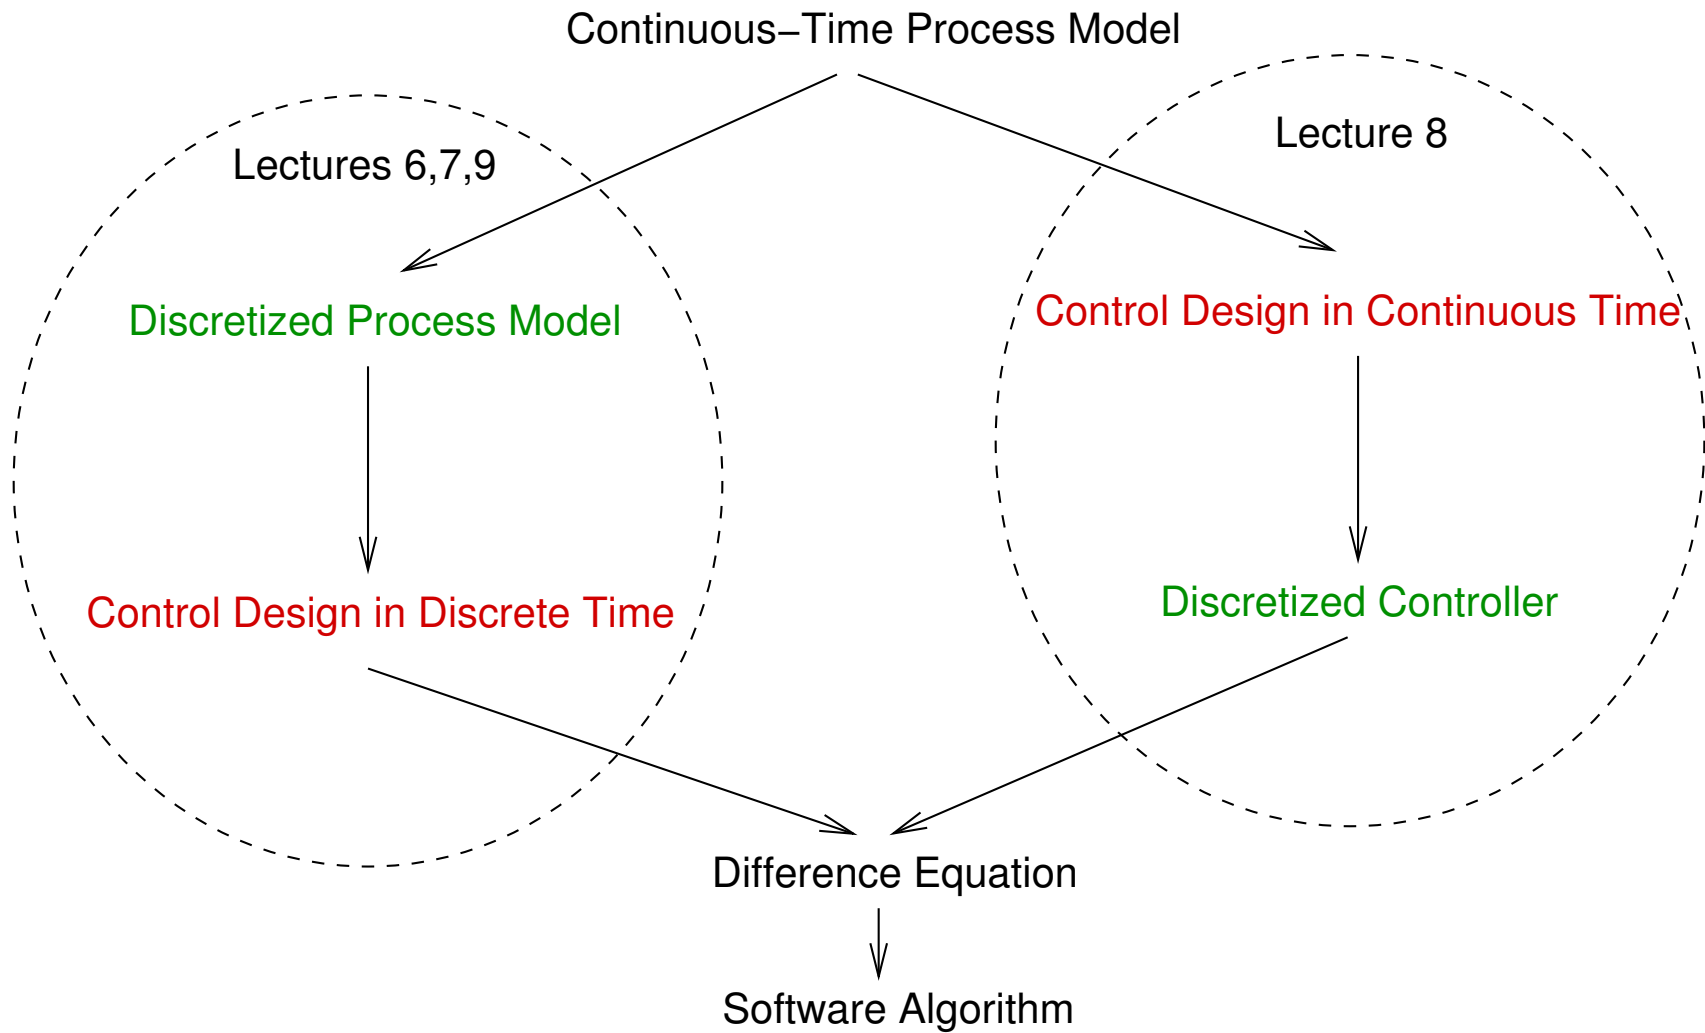 Continuous−Time Process Model
Lectures 6,7,9
Lecture 8
Discretized Process Model
Control Design in Continuous Time
Control Design in Discrete Time
Discretized Controller
Difference Equation
Software Algorithm